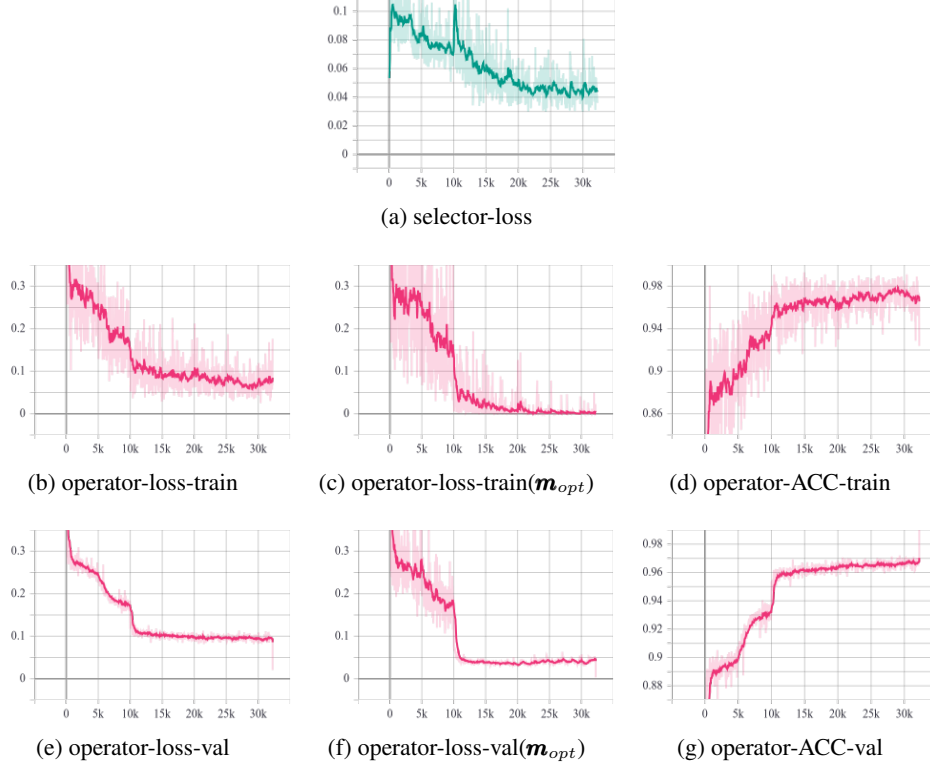 0.1
0.08
0.06
0.04
0.02
0
0 5k 10k 15k 20k 25k 30k
(a) selector-loss
0.3
0.2
0.1
0
0 5k 10k 15k 20k 25k 30k
0.3
0.2
0.1
0
0 5k 10k 15k 20k 25k 30k
0.98
0.94
0.9
0.86
0 5k 10k 15k 20k 25k 30k
(b) operator-loss-train
(c) operator-loss-train(m_opt)
(d) operator-ACC-train
0.3
0.2
0.1
0
0 5k 10k 15k 20k 25k 30k
0.3
0.2
0.1
0
0 5k 10k 15k 20k 25k 30k
0.98
0.96
0.94
0.92
0.9
0.88
0 5k 10k 15k 20k 25k 30k
(e) operator-loss-val
(f) operator-loss-val(m_opt)
(g) operator-ACC-val